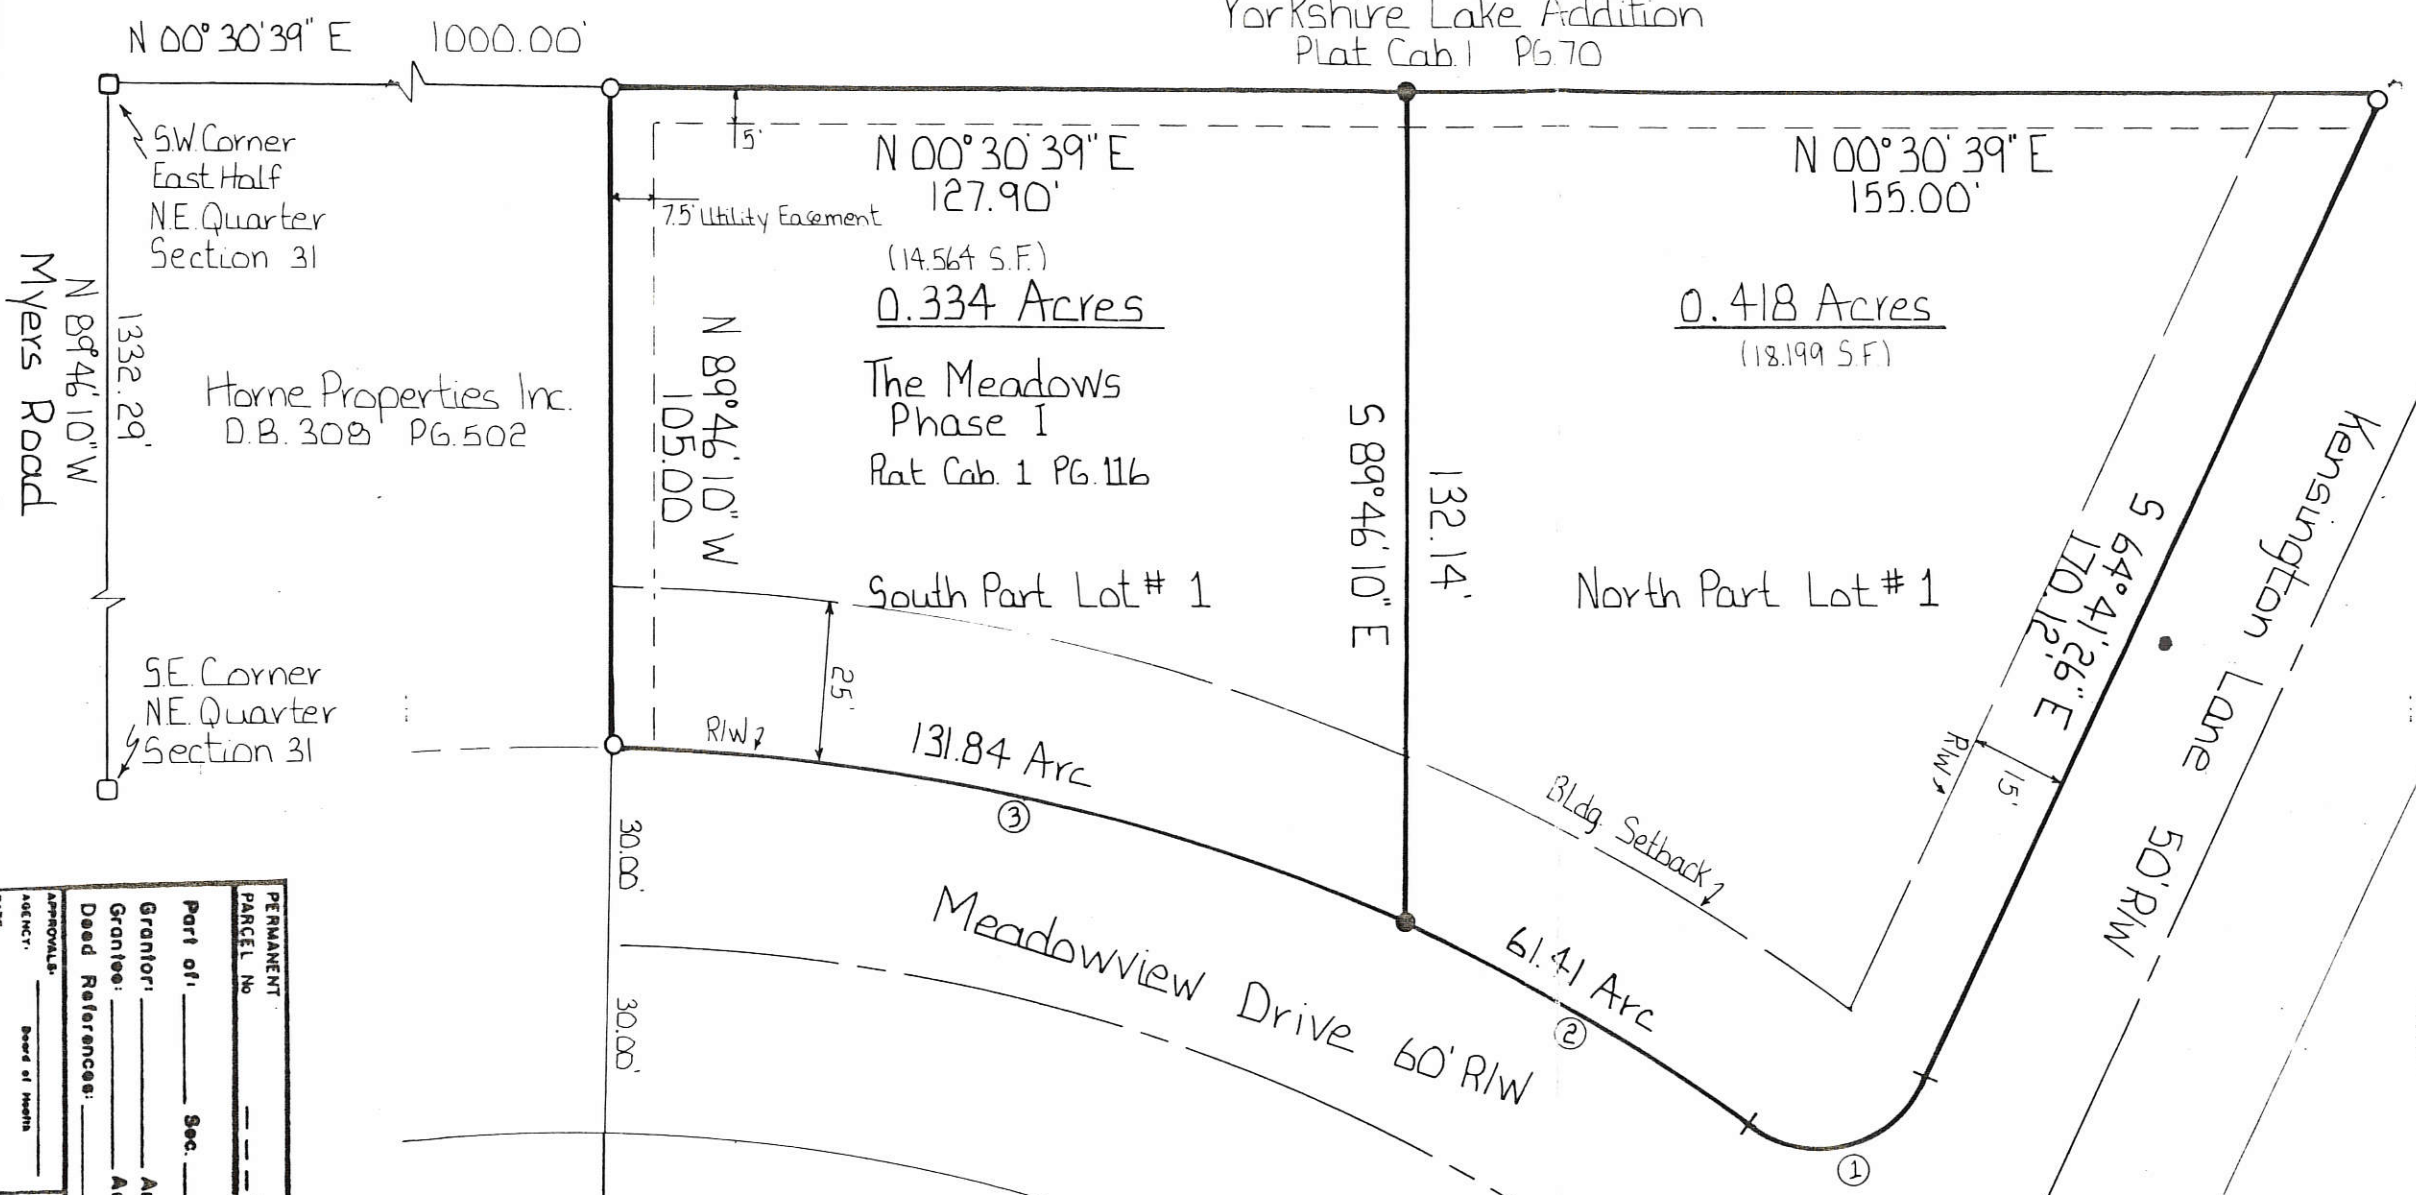 Yorkshire Lake Addition
Plat Cab.1 PG.70
N 00° 30' 39" E 1000.00'
S.W. Corner
East Half
N.E. Quarter
Section 31
Myers Road
N 89° 46' 10" W
1332.29'
Horne Properties Inc.
D.B. 308 PG. 502
S.E. Corner
N.E. Quarter
Section 31
5'
7.5' Utility Easement
N 00° 30' 39" E
127.90'
(14.564 S.F.)
0.334 Acres
The Meadows
Phase I
Plat Cab. 1 PG. 116
South Part Lot # 1
N 89° 46' 10" W
105.00
25'
R/W
131.84 Arc
3
S 89° 46' 10" E
132.14'
N 00° 30' 39" E
155.00'
0.418 Acres
(18.199 S.F.)
North Part Lot # 1
S 64° 41' 26" E
170.12'
R/W
15'
Kensington Lane 50' R/W
Bldg. Setback
61.41 Arc
2
1
Meadowview Drive 60' R/W
30.00'
30.00'
PERMANENT
PARCEL No
Part of: Sec.
Grantor:
Grantee:
Deed References:
APPROVALS:
AGENCY: Board of Health